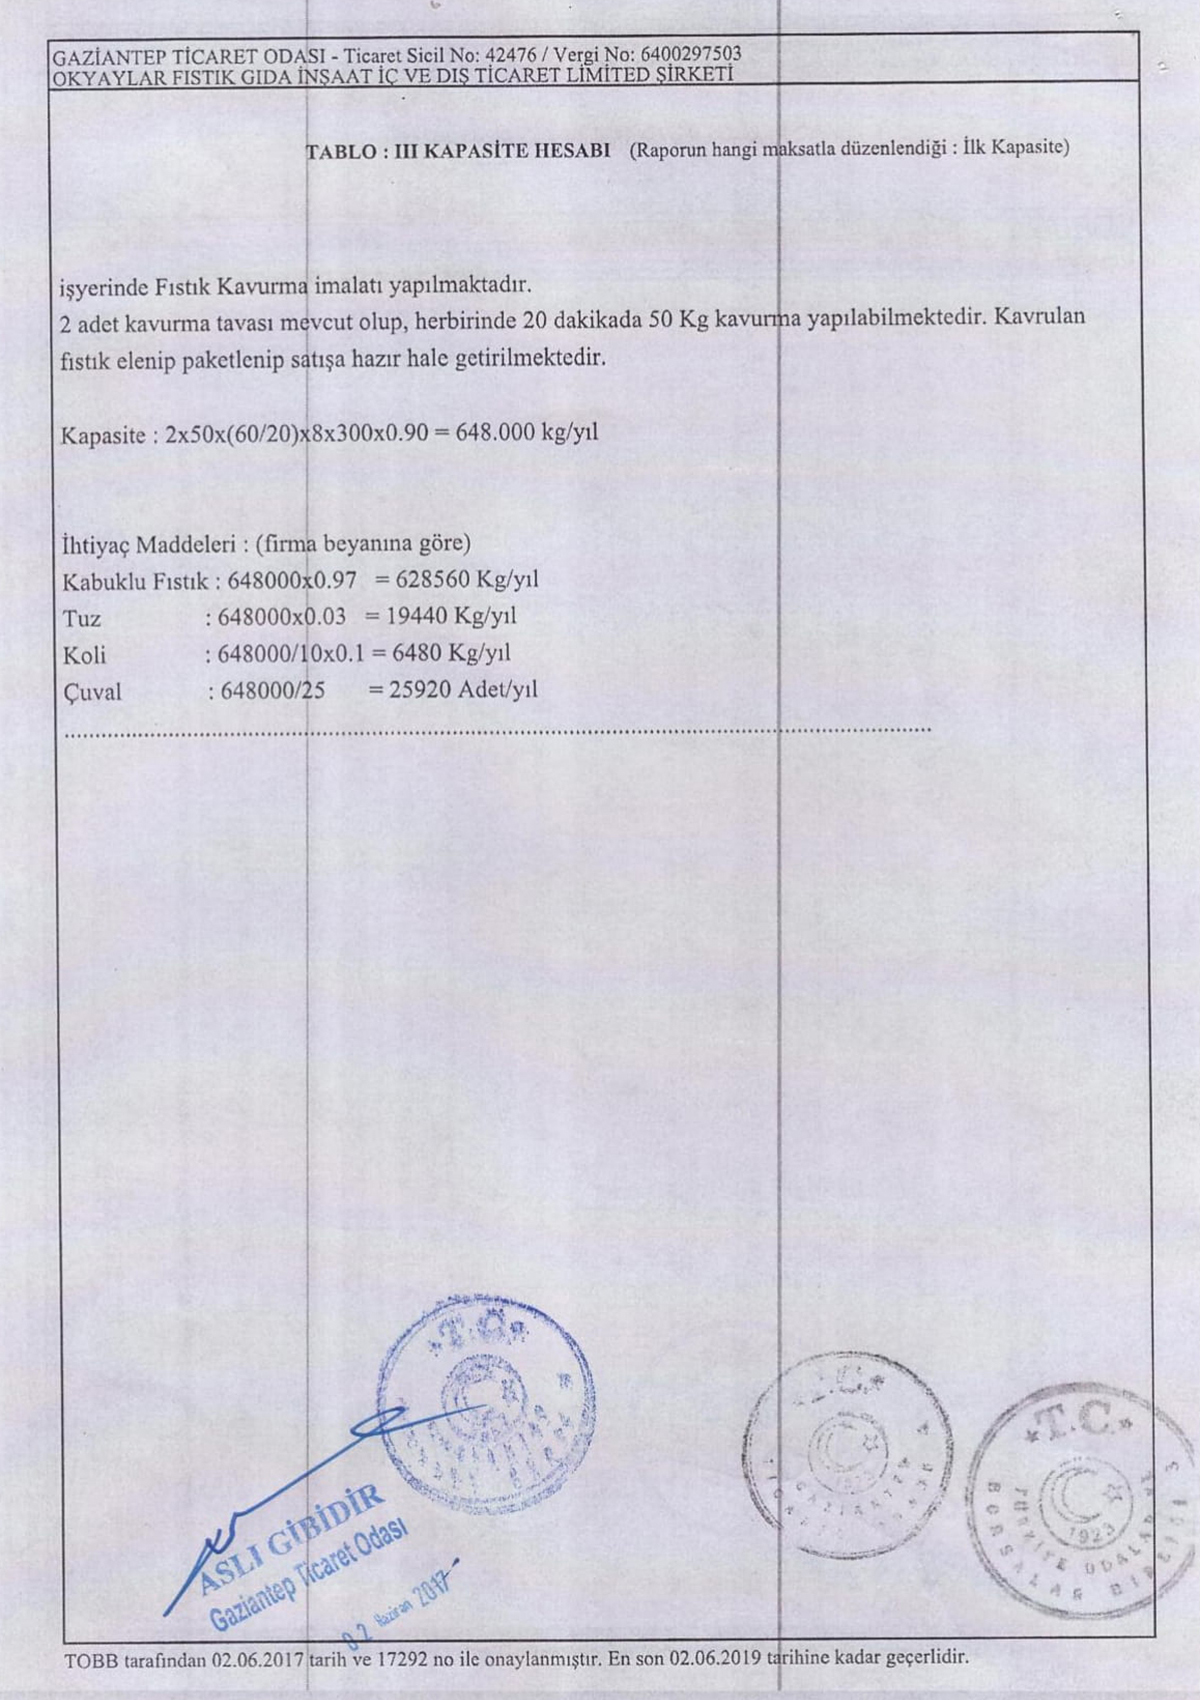 GAZİANTEP TİCARET ODASI - Ticaret Sicil No: 42476 / Vergi No: 6400297503
OKYAYLAR FISTIK GIDA İNŞAAT İÇ VE DIŞ TİCARET LİMİTED ŞİRKETİ
TABLO : III KAPASİTE HESABI (Raporun hangi maksatla düzenlendiği : İlk Kapasite)
işyerinde Fıstık Kavurma imalatı yapılmaktadır.
2 adet kavurma tavası mevcut olup, herbirinde 20 dakikada 50 Kg kavurma yapılabilmektedir. Kavrulan
fıstık elenip paketlenip satışa hazır hale getirilmektedir.
Kapasite : 2x50x(60/20)x8x300x0.90 = 648.000 kg/yıl
İhtiyaç Maddeleri : (firma beyanına göre)
Kabuklu Fıstık : 648000x0.97 = 628560 Kg/yıl
Tuz : 648000x0.03 = 19440 Kg/yıl
Koli : 648000/10x0.1 = 6480 Kg/yıl
Çuval : 648000/25 = 25920 Adet/yıl
T.C.
T.C.
GAZİANTEP
T.C.
1923
TÜRKİYE ODALAR
BORSALAR BİRLİĞİ
ASLI GİBİDİR
Gaziantep Ticaret Odası
02 Haziran 2017
TOBB tarafından 02.06.2017 tarih ve 17292 no ile onaylanmıştır. En son 02.06.2019 tarihine kadar geçerlidir.